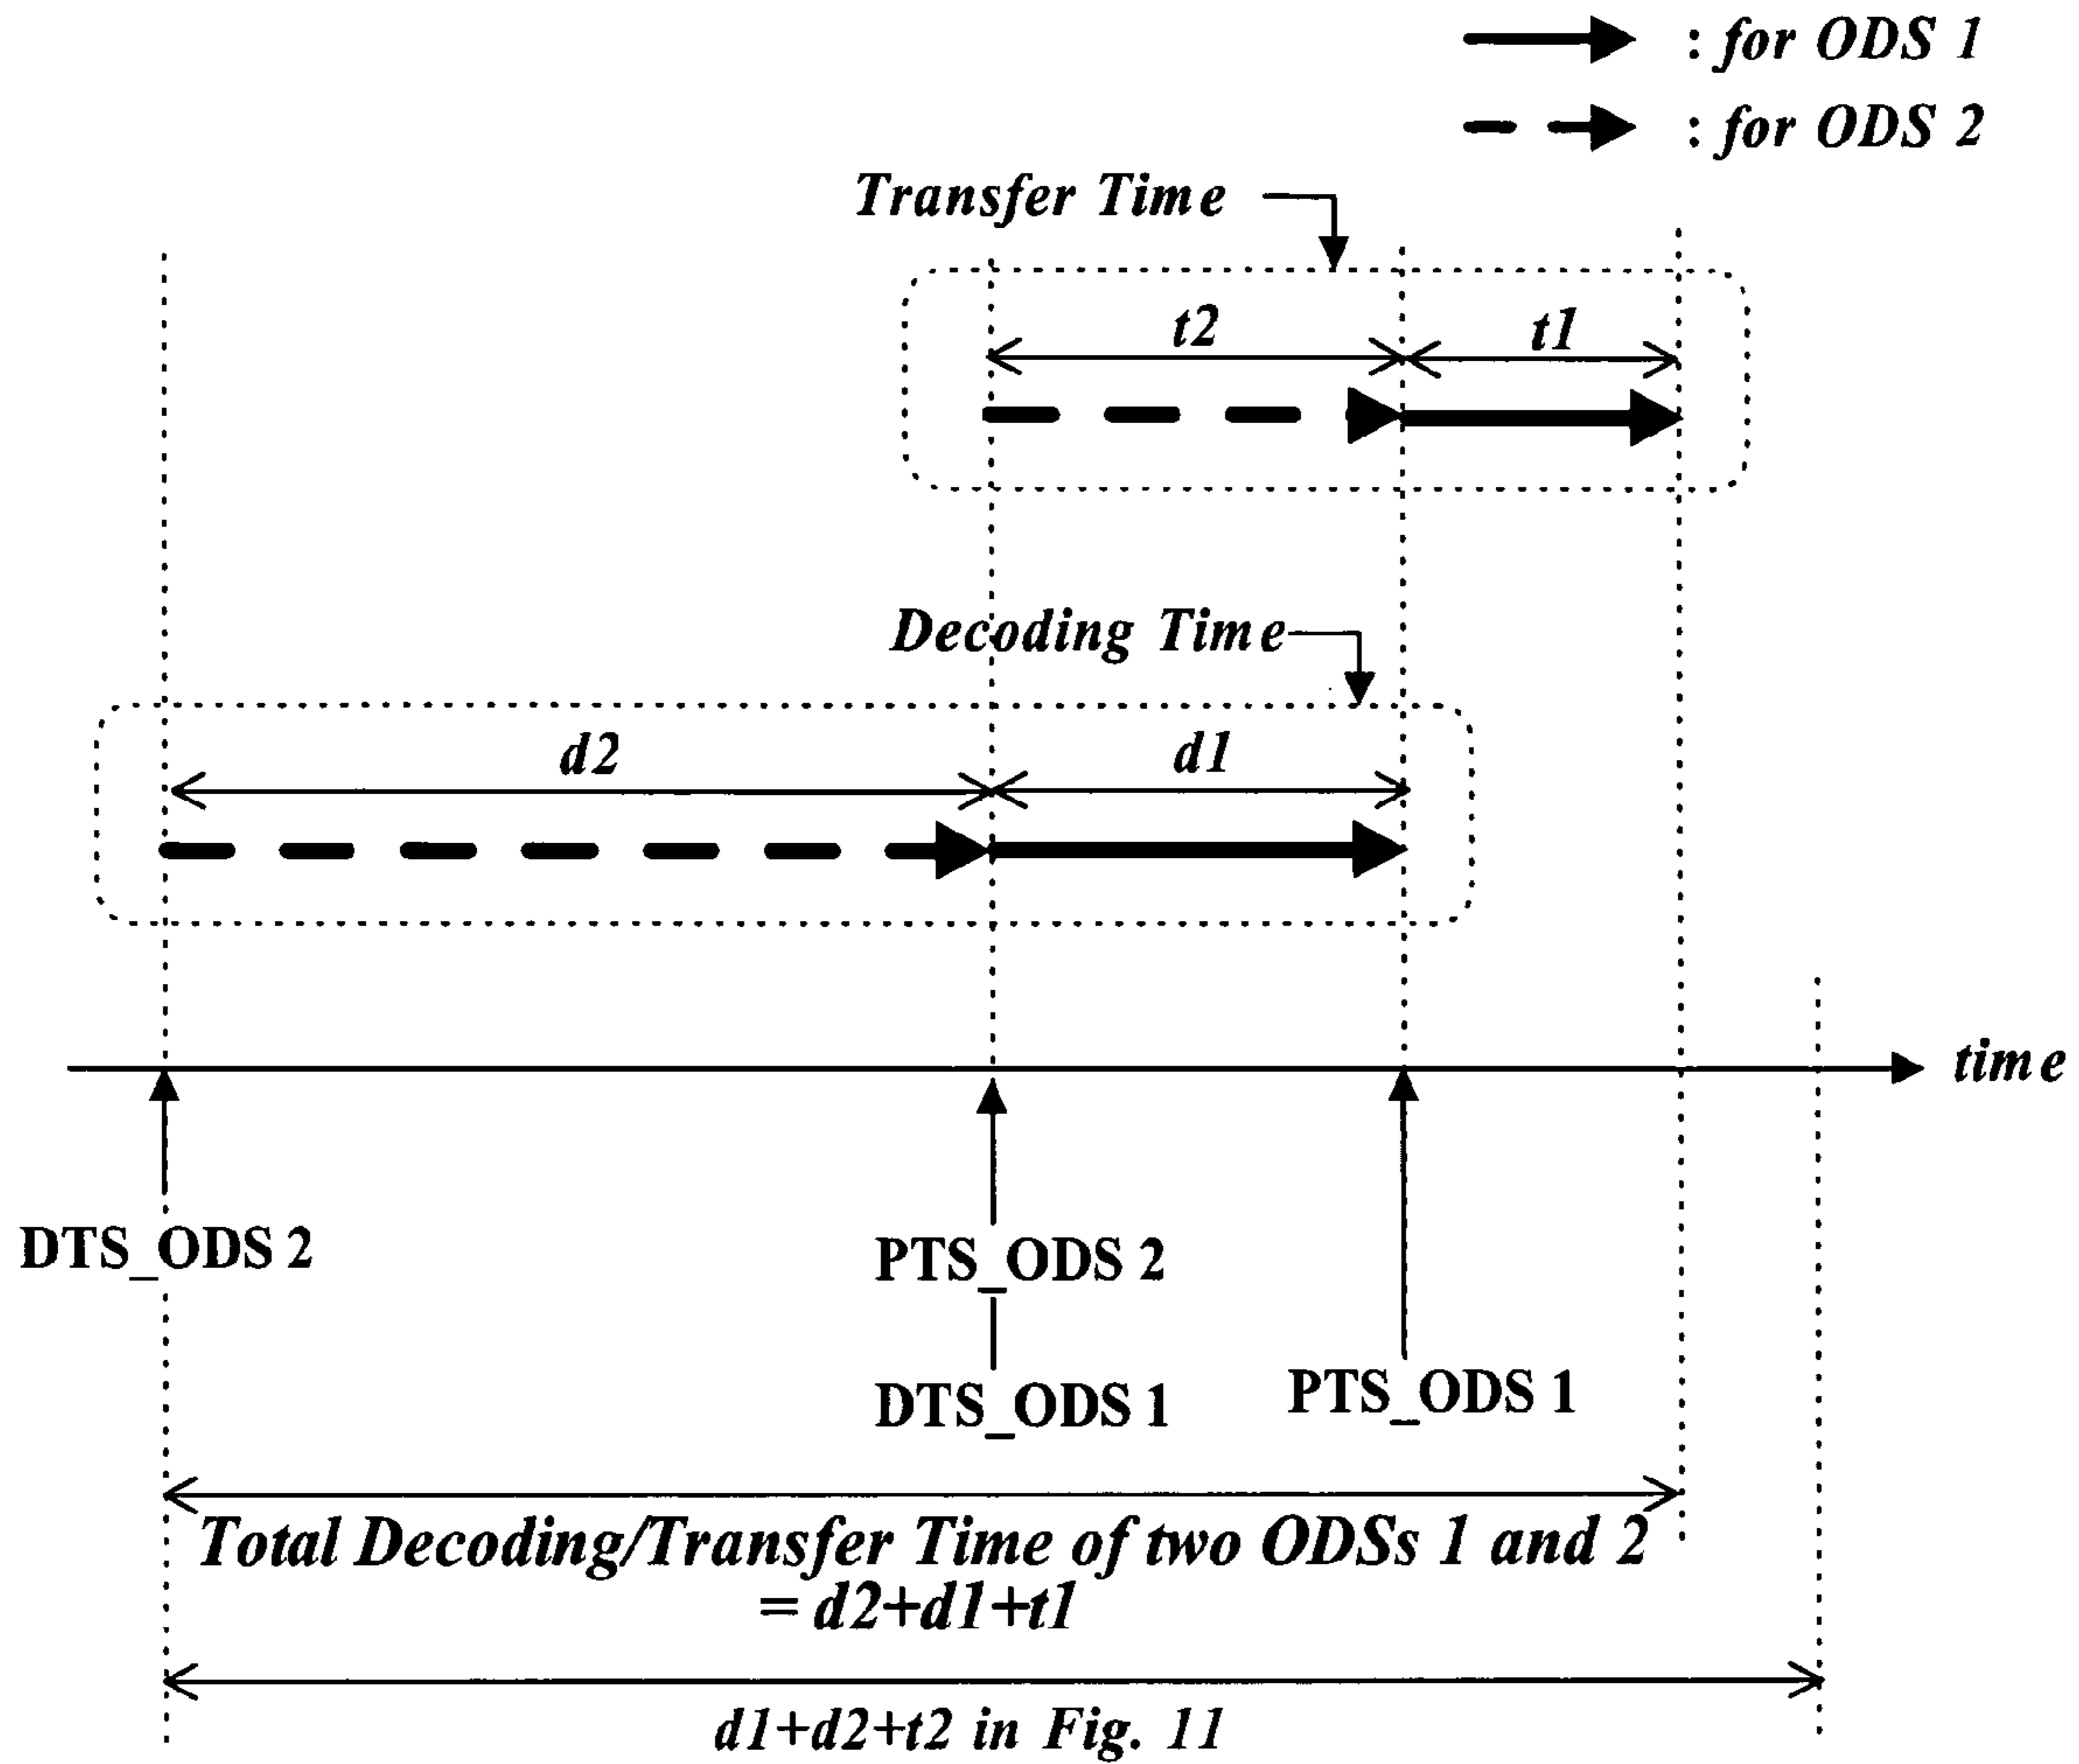 : for ODS 1
: for ODS 2
Transfer Time
t2
t1
Decoding Time
d2
d1
time
DTS_ODS 2
PTS_ODS 2
DTS_ODS 1
PTS_ODS 1
Total Decoding/Transfer Time of two ODSs 1 and 2
= d2+d1+t1
d1+d2+t2 in Fig. 11